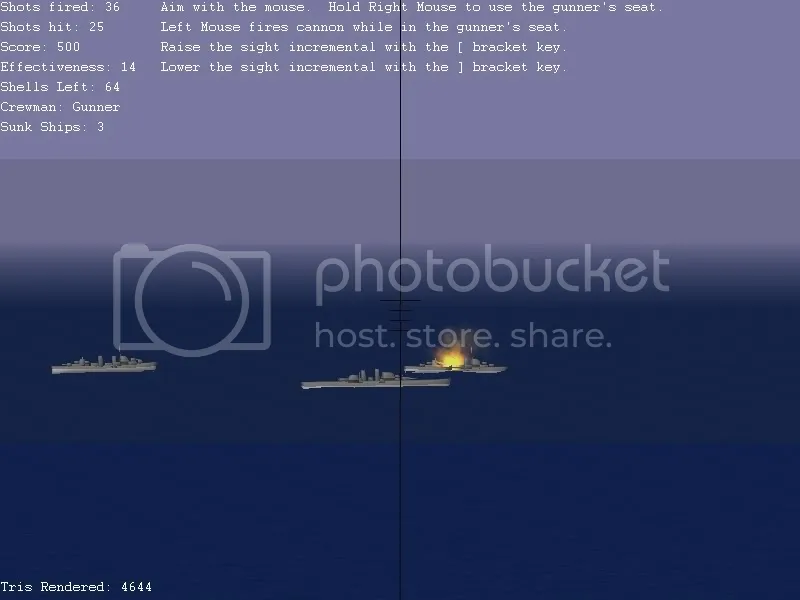 Shots fired: 36 Aim with the mouse. Hold Right Mouse to use the gunner's seat.
Shots hit: 25 Left Mouse fires cannon while in the gunner's seat.
Score: 500 Raise the sight incremental with the [ bracket key.
Effectiveness: 14 Lower the sight incremental with the ] bracket key.
Shells Left: 64
Crewman: Gunner
Sunk Ships: 3
photobucket
host. store. share.
Tris Rendered: 4644